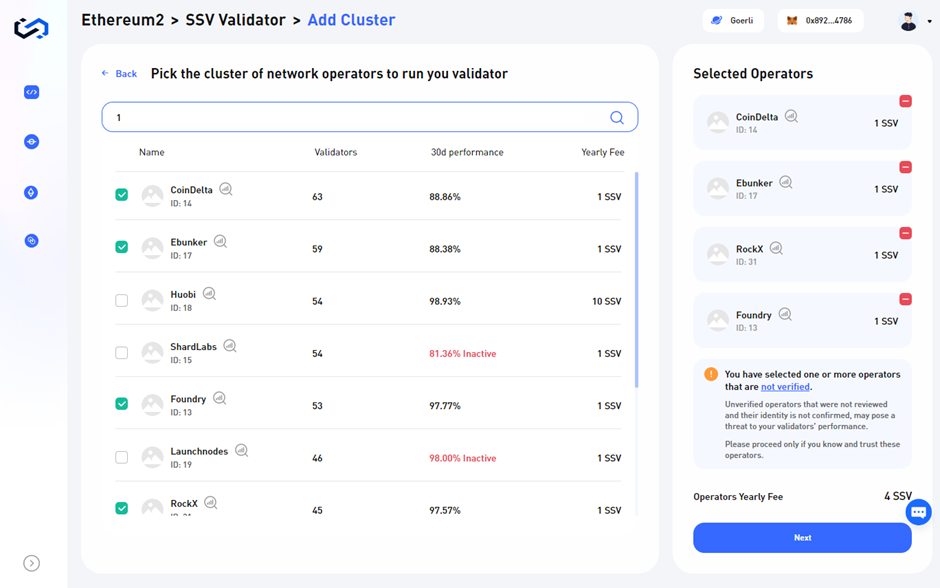 Ethereum2 > SSV Validator > Add Cluster
Goerli
0x892...4786
Back
Pick the cluster of network operators to run you validator
1
Name Validators 30d performance Yearly Fee
CoinDelta
ID: 14
63 88.86% 1 SSV
Ebunker
ID: 17
59 88.38% 1 SSV
Huobi
ID: 18
54 98.93% 10 SSV
ShardLabs
ID: 15
54 81.36% Inactive 1 SSV
Foundry
ID: 13
53 97.77% 1 SSV
Launchnodes
ID: 19
46 98.00% Inactive 1 SSV
RockX
45 97.57% 1 SSV
Selected Operators
CoinDelta
ID: 14
1 SSV
Ebunker
ID: 17
1 SSV
RockX
ID: 31
1 SSV
Foundry
ID: 13
1 SSV
You have selected one or more operators
that are not verified.
Unverified operators that were not reviewed
and their identity is not confirmed, may pose a
threat to your validators' performance.
Please proceed only if you know and trust these
operators.
Operators Yearly Fee 4 SSV
Next